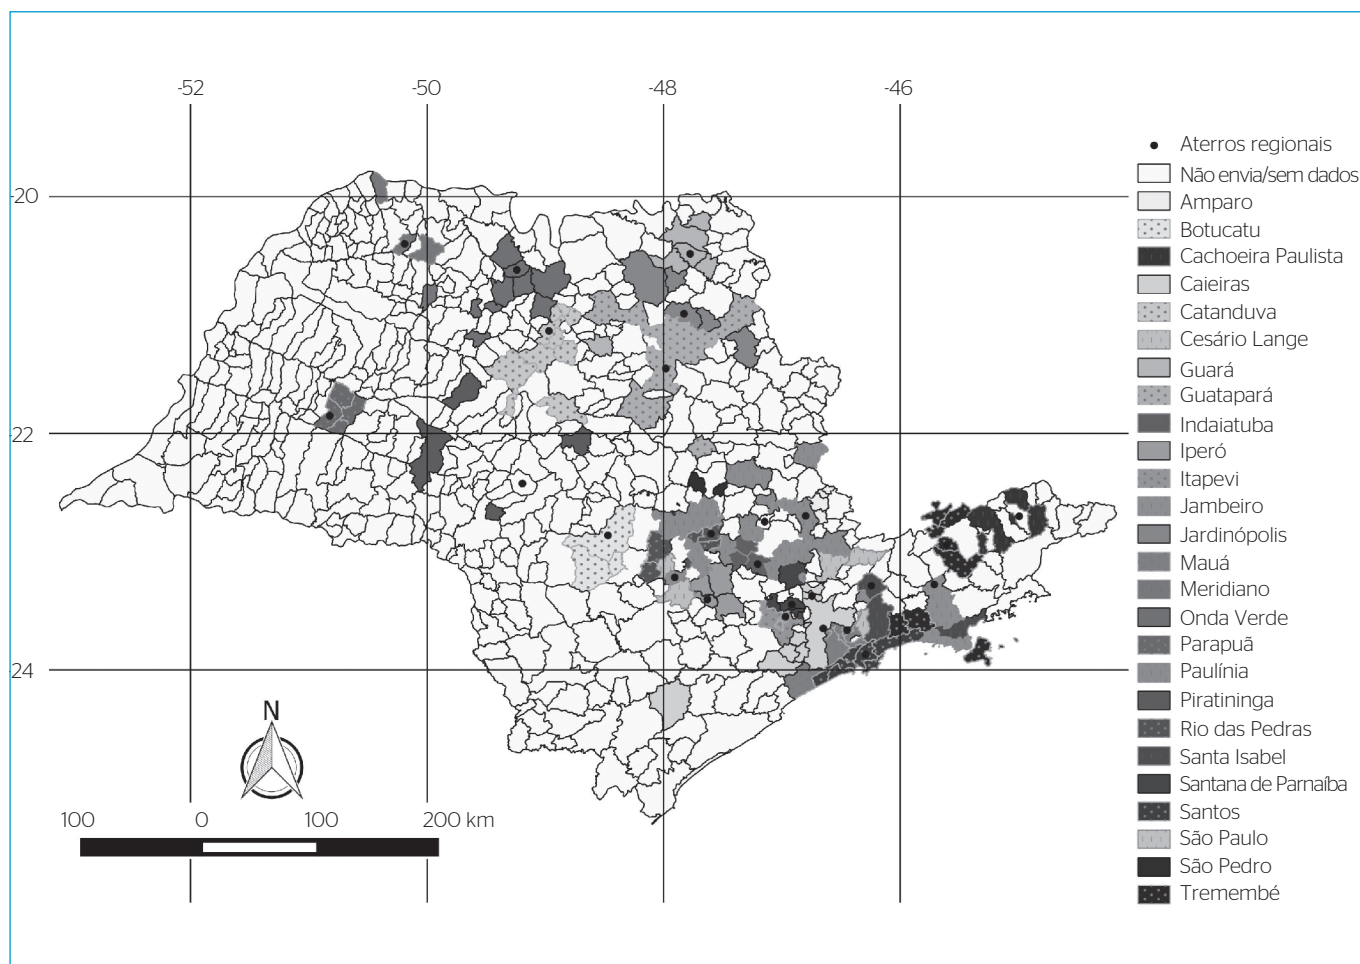 -52 -50 -48 -46
-20
-22
-24
Aterros regionais
Não envia/sem dados
Amparo
Botucatu
Cachoeira Paulista
Caieiras
Catanduva
Cesário Lange
Guará
Guatapará
Indaiatuba
Iperó
Itapevi
Jambeiro
Jardinópolis
Mauá
Meridiano
Onda Verde
Parapuã
Paulínia
Piratininga
Rio das Pedras
Santa Isabel
Santana de Parnaíba
Santos
São Paulo
São Pedro
Tremembé
N
100 0 100 200 km